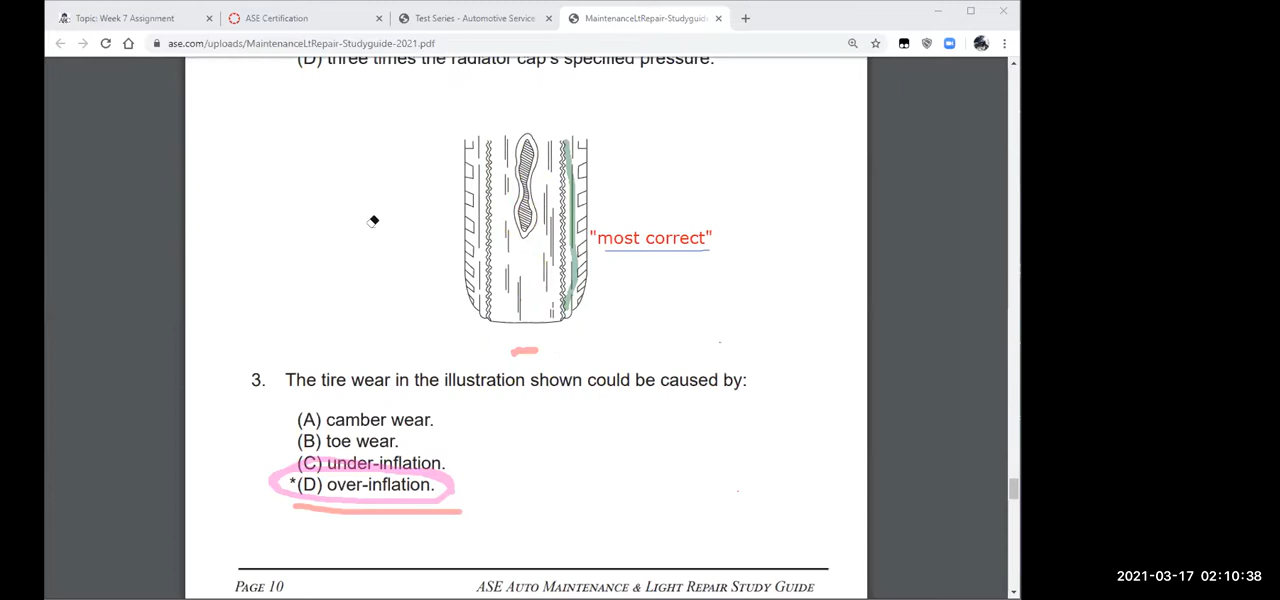 Topic: Week 7 Assignment
ASE Certification
Test Series - Automotive Service
MaintenanceLtRepair-Studyguide
ase.com/uploads/MaintenanceLtRepair-Studyguide-2021.pdf
(D) three times the radiator cap's specified pressure.
"most correct"
3. The tire wear in the illustration shown could be caused by:
(A) camber wear.
(B) toe wear.
(C) under-inflation.
*(D) over-inflation.
PAGE 10 ASE AUTO MAINTENANCE & LIGHT REPAIR STUDY GUIDE
2021-03-17 02:10:38